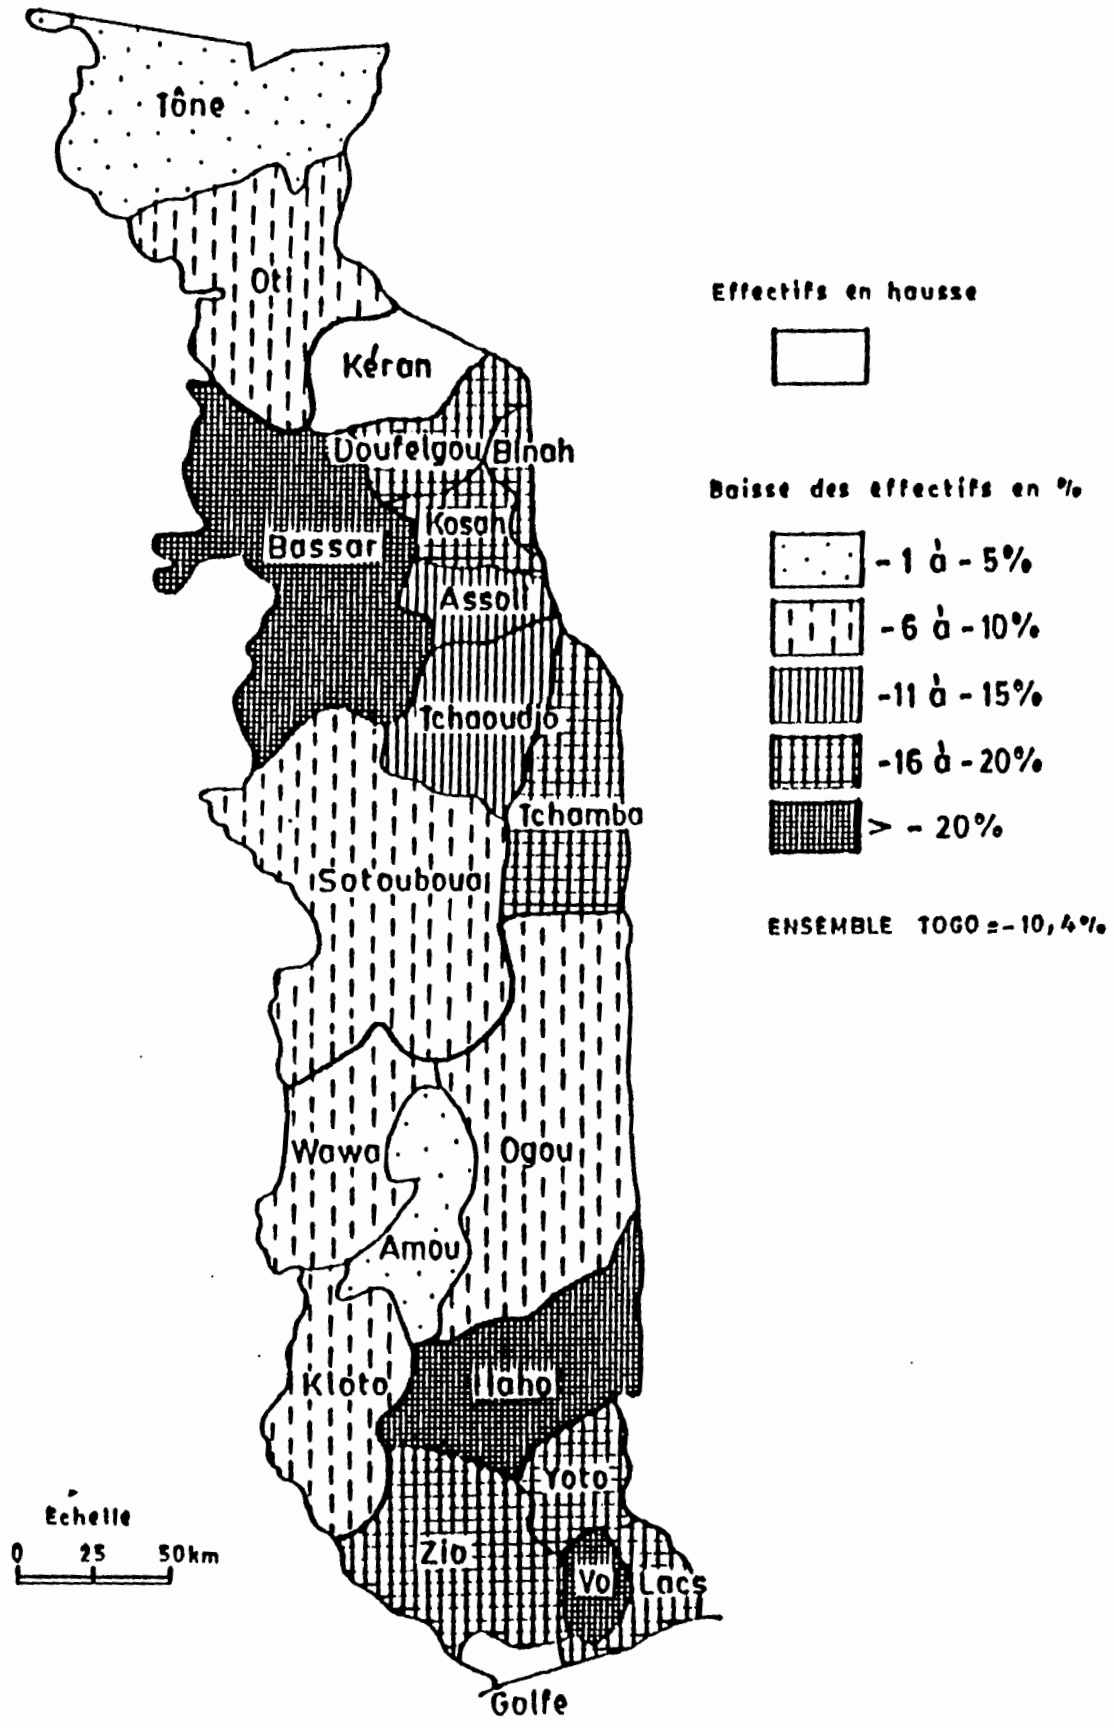 Tône
Oti
Kéran
Doufelgou
Binah
Kosah
Bassar
Assoli
Tchaoudjo
Tchamba
Sotouboua
Wawa
Ogou
Amou
Kloto
Haho
Yoto
Zio
Vo
Lacs
Golfe
Echelle
0 25 50km
Effectifs en hausse
Baisse des effectifs en %
-1 à -5%
-6 à -10%
-11 à -15%
-16 à -20%
> -20%
ENSEMBLE TOGO = -10,4%